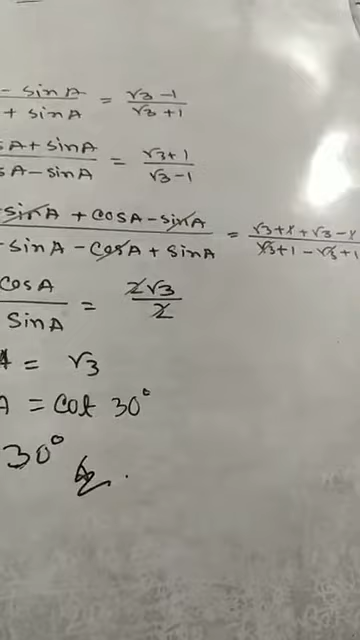 - sinA / + sinA = √3 -1 / √3 +1
sA + sinA / sA - sinA = √3+1 / √3-1
sinA + cosA - sinA / - sinA - cosA + sinA = √3+1 + √3-1 / √3+1 - √3+1
cosA / sinA = 2√3 / 2
A = √3
A = cot 30°
30°